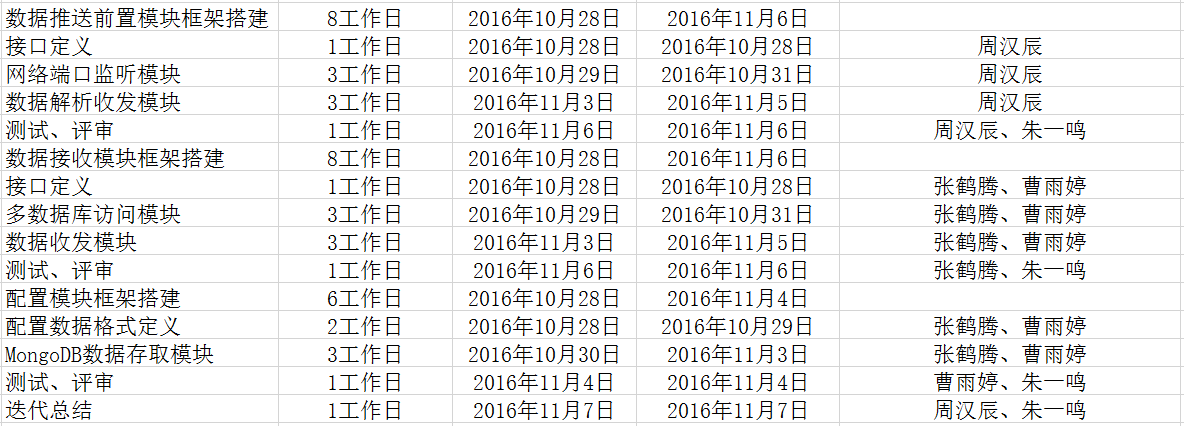 数据推送前置模块框架搭建 8工作日 2016年10月28日 2016年11月6日
接口定义 1工作日 2016年10月28日 2016年10月28日 周汉辰
网络端口监听模块 3工作日 2016年10月29日 2016年10月31日 周汉辰
数据解析收发模块 3工作日 2016年11月3日 2016年11月5日 周汉辰
测试、评审 1工作日 2016年11月6日 2016年11月6日 周汉辰、朱一鸣
数据接收模块框架搭建 8工作日 2016年10月28日 2016年11月6日
接口定义 1工作日 2016年10月28日 2016年10月28日 张鹤腾、曹雨婷
多数据库访问模块 3工作日 2016年10月29日 2016年10月31日 张鹤腾、曹雨婷
数据收发模块 3工作日 2016年11月3日 2016年11月5日 张鹤腾、曹雨婷
测试、评审 1工作日 2016年11月6日 2016年11月6日 张鹤腾、朱一鸣
配置模块框架搭建 6工作日 2016年10月28日 2016年11月4日
配置数据格式定义 2工作日 2016年10月28日 2016年10月29日 张鹤腾、曹雨婷
MongoDB数据存取模块 3工作日 2016年10月30日 2016年11月3日 张鹤腾、曹雨婷
测试、评审 1工作日 2016年11月4日 2016年11月4日 曹雨婷、朱一鸣
迭代总结 1工作日 2016年11月7日 2016年11月7日 周汉辰、朱一鸣